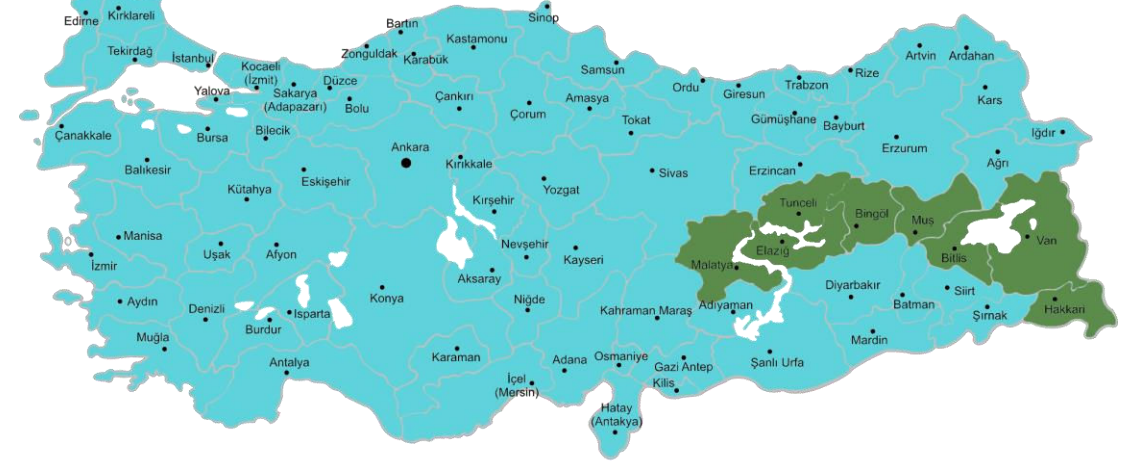 Edirne
Kırklareli
Tekirdağ
İstanbul
Kocaeli
(İzmit)
Yalova
Sakarya
(Adapazarı)
Düzce
Bolu
Zonguldak
Bartın
Karabük
Kastamonu
Sinop
Samsun
Ordu
Giresun
Trabzon
Rize
Artvin
Ardahan
Kars
Iğdır
Ağrı
Çanakkale
Bursa
Bilecik
Balıkesir
Kütahya
Eskişehir
Ankara
Çankırı
Kırıkkale
Çorum
Amasya
Tokat
Sivas
Yozgat
Kırşehir
Gümüşhane
Bayburt
Erzincan
Erzurum
Tunceli
Bingöl
Muş
Van
Bitlis
Elazığ
Malatya
Hakkari
Manisa
İzmir
Uşak
Afyon
Aydın
Denizli
Muğla
Burdur
Isparta
Antalya
Konya
Karaman
Aksaray
Nevşehir
Niğde
Kayseri
Kahraman Maraş
Adıyaman
Diyarbakır
Batman
Siirt
Şırnak
Mardin
Şanlı Urfa
Gazi Antep
Kilis
Osmaniye
Adana
İçel
(Mersin)
Hatay
(Antakya)